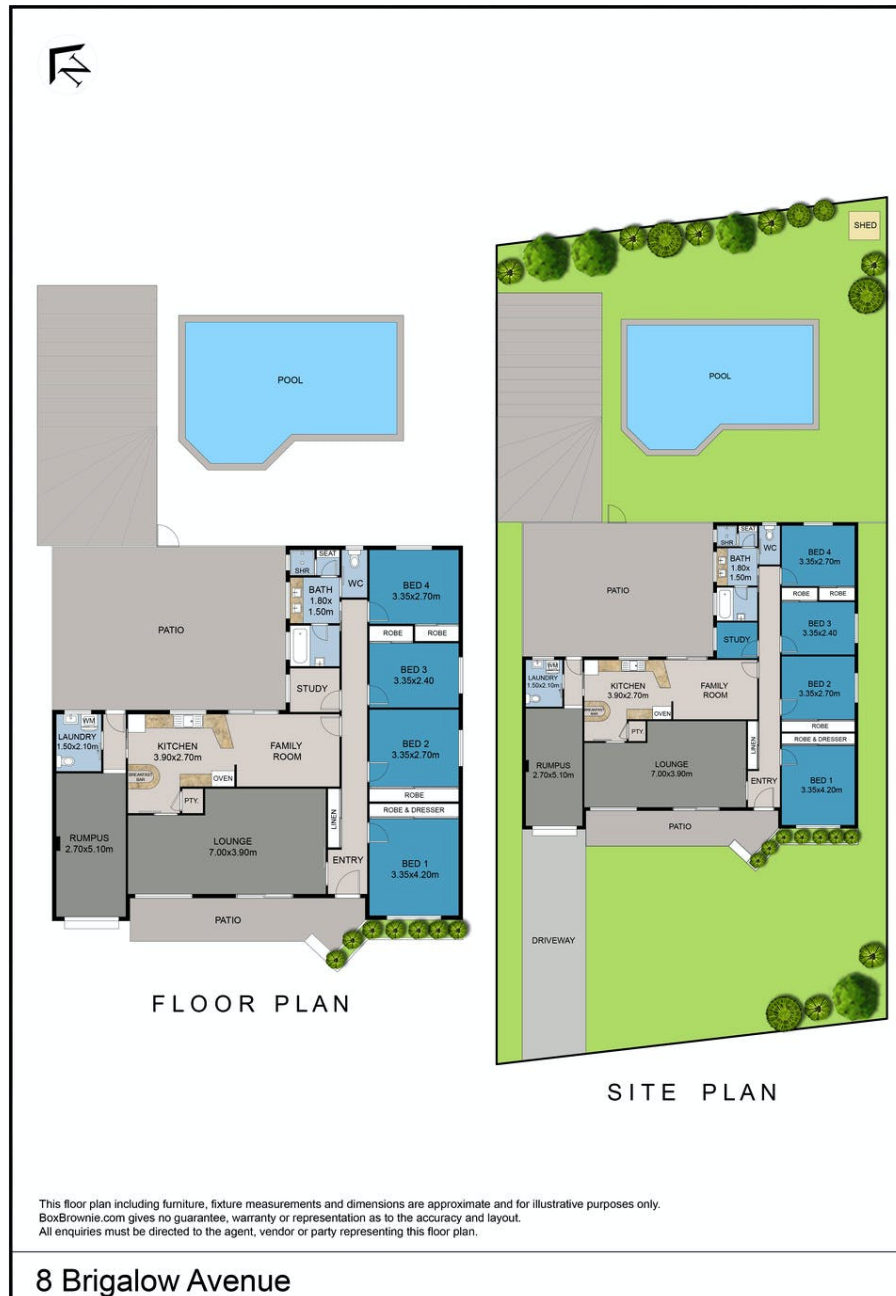 N
POOL
PATIO
SHR
SEAT
BATH
1.80x
1.50m
WC
BED 4
3.35x2.70m
ROBE
ROBE
STUDY
BED 3
3.35x2.40
LAUNDRY
1.50x2.10m
WM
KITCHEN
3.90x2.70m
BREAKFAST
BAR
OVEN
PTY.
FAMILY
ROOM
BED 2
3.35x2.70m
ROBE
ROBE & DRESSER
LINEN
RUMPUS
2.70x5.10m
LOUNGE
7.00x3.90m
ENTRY
BED 1
3.35x4.20m
PATIO
FLOOR PLAN
SHED
POOL
PATIO
SHR
SEAT
BATH
1.80x
1.50m
WC
BED 4
3.35x2.70m
ROBE
ROBE
STUDY
BED 3
3.35x2.40
LAUNDRY
1.50x2.10m
WM
KITCHEN
3.90x2.70m
BREAKFAST
BAR
OVEN
PTY.
FAMILY
ROOM
BED 2
3.35x2.70m
ROBE
ROBE & DRESSER
LINEN
RUMPUS
2.70x5.10m
LOUNGE
7.00x3.90m
ENTRY
BED 1
3.35x4.20m
PATIO
DRIVEWAY
SITE PLAN
This floor plan including furniture, fixture measurements and dimensions are approximate and for illustrative purposes only.
BoxBrownie.com gives no guarantee, warranty or representation as to the accuracy and layout.
All enquiries must be directed to the agent, vendor or party representing this floor plan.
8 Brigalow Avenue